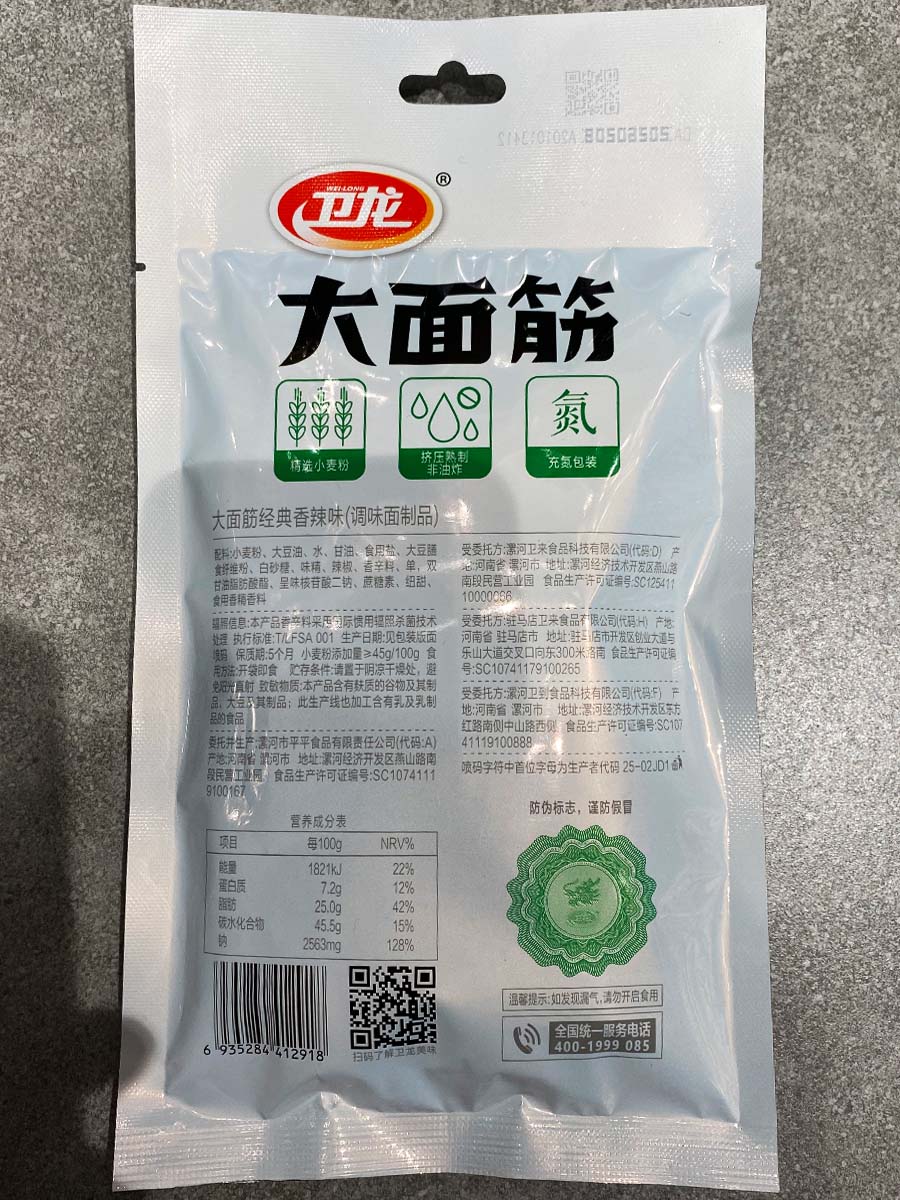 WEI-LONG
卫龙®
大面筋
精选小麦粉
挤压熟制
非油炸
氮
充氮包装
大面筋经典香辣味(调味面制品)
配料:小麦粉、大豆油、水、甘油、食用盐、大豆膳
食纤维粉、白砂糖、味精、辣椒、香辛料、单，双
甘油脂肪酸酯、呈味核苷酸二钠、蔗糖素、纽甜、
食用香精香料
辐照信息:本产品香辛料采用国际惯用辐照杀菌技术
处理 执行标准:T/LFSA 001 生产日期:见包装版面
喷码 保质期:5个月 小麦粉添加量≥45g/100g 食
用方法:开袋即食 贮存条件:请置于阴凉干燥处，避
免阳光直射 致敏物质:本产品含有麸质的谷物及其制
品、大豆及其制品；此生产线也加工含有乳及乳制
品的食品
委托并生产:漯河市平平食品有限责任公司(代码:A)
产地:河南省 漯河市 地址:漯河经济开发区燕山路南
段民营工业园 食品生产许可证编号:SC1074111
9100167
受委托方:漯河卫来食品科技有限公司(代码:D) 产
地:河南省 漯河市 地址:漯河经济技术开发区燕山路
南段民营工业园 食品生产许可证编号:SC125411
10000066
受委托方:驻马店卫来食品有限公司(代码:H) 产地:
河南省 驻马店市 地址:驻马店市开发区创业大道与
乐山大道交叉口向东300米路南 食品生产许可证编
号:SC10741179100265
受委托方:漯河卫到食品科技有限公司(代码:F) 产
地:河南省 漯河市 地址:漯河经济技术开发区东方
红路南侧中山路西侧 食品生产许可证编号:SC107
41119100888
喷码字符中首位字母为生产者代码 25-02JD1
防伪标志，谨防假冒
营养成分表
项目 每100g NRV%
能量 1821kJ 22%
蛋白质 7.2g 12%
脂肪 25.0g 42%
碳水化合物 45.5g 15%
钠 2563mg 128%
6 935284 412918
扫码了解卫龙美味
温馨提示:如发现漏气,请勿开启食用
全国统一服务电话
400-1999 085